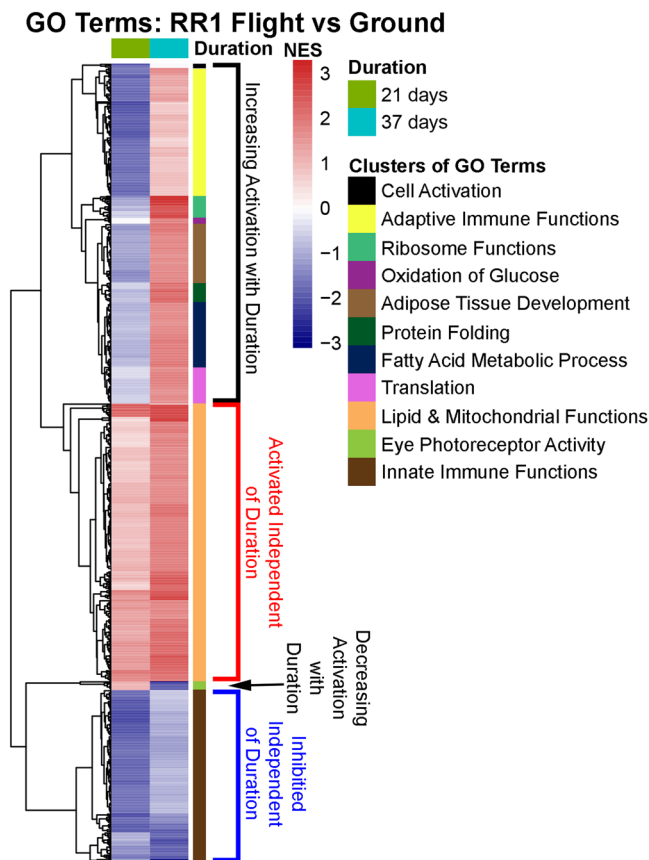 GO Terms: RR1 Flight vs Ground
Duration
NES
3
2
1
0
−1
−2
−3
Duration
21 days
37 days
Clusters of GO Terms
Cell Activation
Adaptive Immune Functions
Ribosome Functions
Oxidation of Glucose
Adipose Tissue Development
Protein Folding
Fatty Acid Metabolic Process
Translation
Lipid & Mitochondrial Functions
Eye Photoreceptor Activity
Innate Immune Functions
Increasing Activation with Duration
Activated Independent
of Duration
Decreasing
Activation
with
Duration
Inhibitied
Independent
of Duration